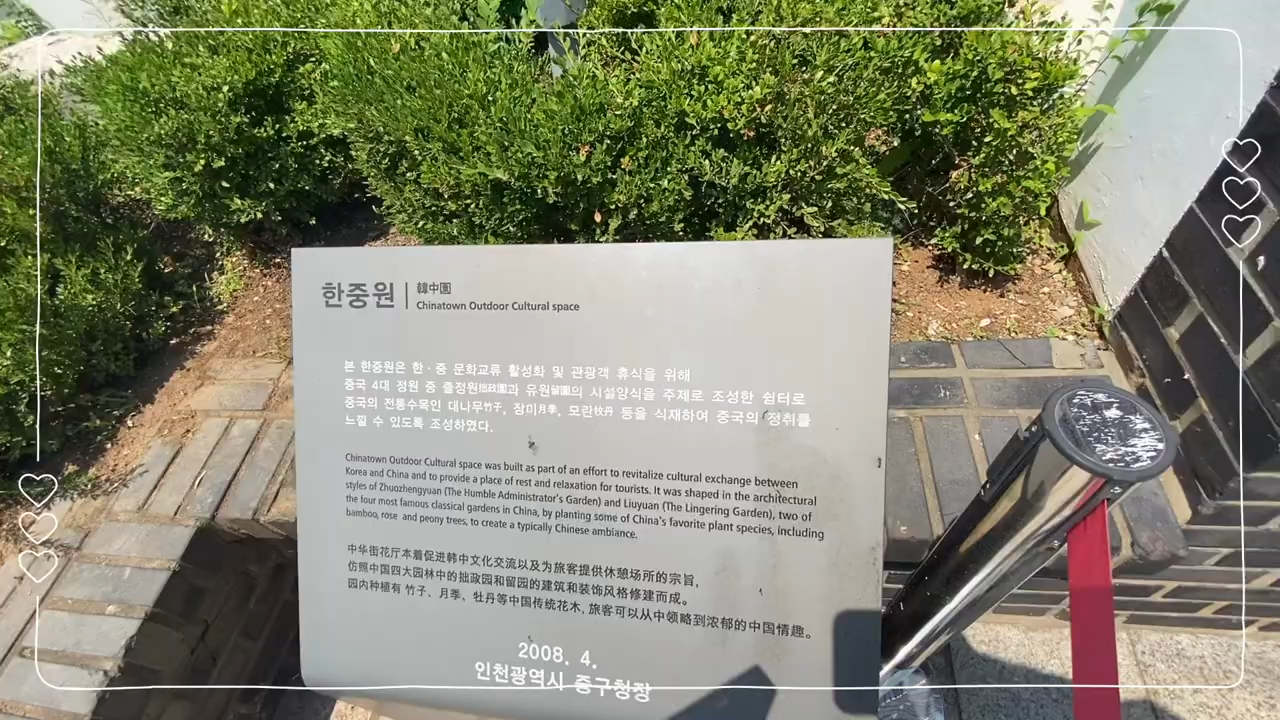 한중원
韓中園
Chinatown Outdoor Cultural space
본 한중원은 한·중 문화교류 활성화 및 관광객 휴식을 위해
중국 4대 정원 중 졸정원拙政園과 유원留園의 시설양식을 주제로 조성한 쉼터로
중국의 전통수목인 대나무竹子, 장미月季, 모란牧丹 등을 식재하여 중국의 정취를
느낄 수 있도록 조성하였다.
Chinatown Outdoor Cultural space was built as part of an effort to revitalize cultural exchange between
Korea and China and to provide a place of rest and relaxation for tourists. It was shaped in the architectural
styles of Zhuozhengyuan (The Humble Administrator's Garden) and Liuyuan (The Lingering Garden), two of
the four most famous classical gardens in China, by planting some of China's favorite plant species, including
bamboo, rose and peony trees, to create a typically Chinese ambiance.
中华街花厅本着促进韩中文化交流以及为旅客提供休憩场所的宗旨,
仿照中国四大园林中的拙政园和留园的建筑和装饰风格修建而成。
园内种植有 竹子、月季、牡丹等中国传统花木, 旅客可以从中领略到浓郁的中国情趣。
2008. 4.
인천광역시 중구청장